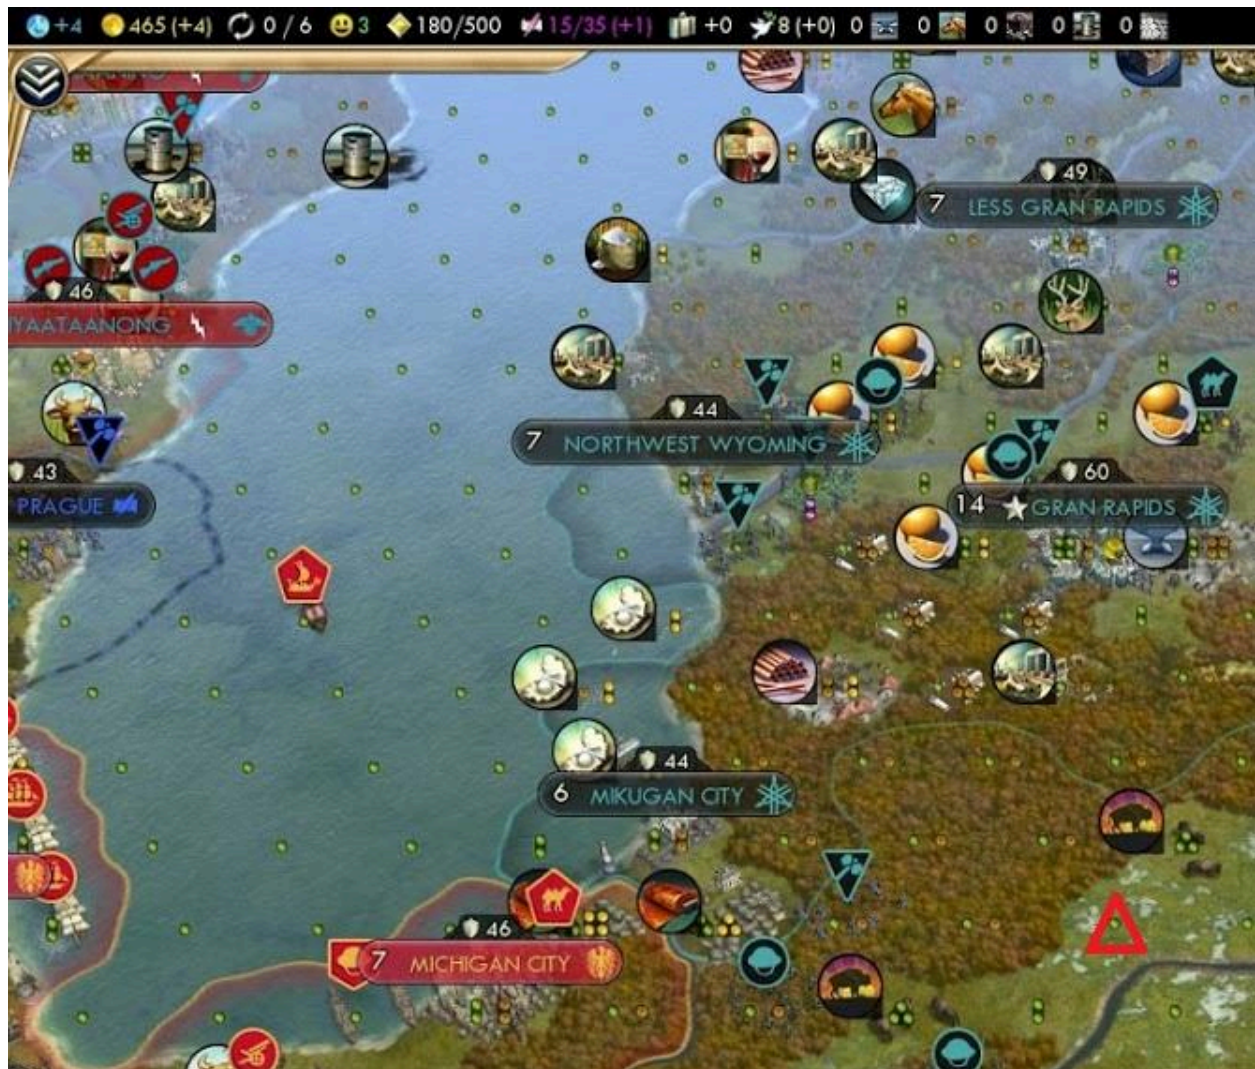 +4 465 (+4) 0 / 6 3 180/500 15/35 (+1) +0 8 (+0) 0 0 0 0 0
49
7 LESS GRAN RAPIDS
46
IYAATAANONG
44
7 NORTHWEST WYOMING
43
PRAGUE
60
14 GRAN RAPIDS
44
6 MIKUGAN CITY
46
7 MICHIGAN CITY